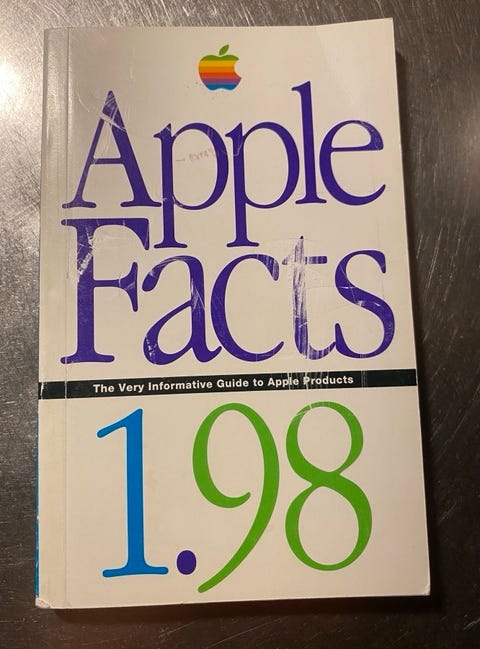 Apple
Facts
The Very Informative Guide to Apple Products
1.98